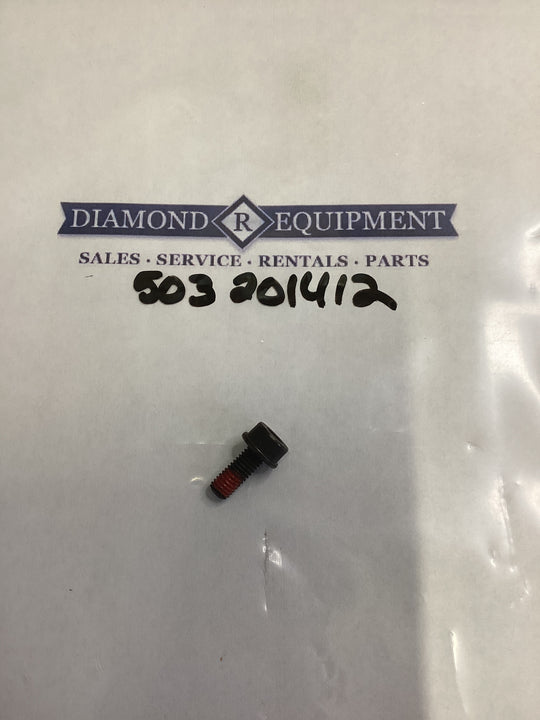 DIAMOND R EQUIPMENT
SALES · SERVICE · RENTALS · PARTS
503 201412